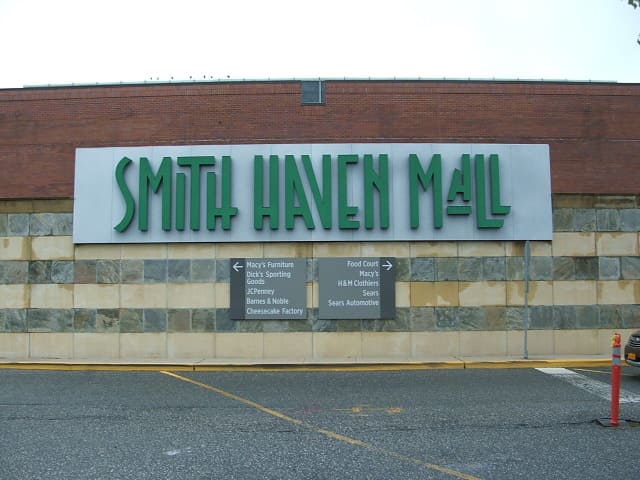 SMITH HAVEN MALL
Macy's Furniture
Dick's Sporting
Goods
JCPenney
Barnes & Noble
Cheesecake Factory
Food Court
Macy's
H&M Clothiers
Sears
Sears Automotive